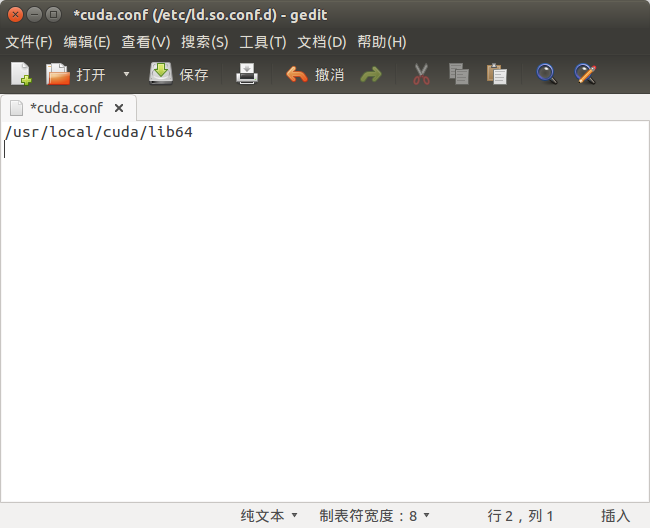 *cuda.conf (/etc/ld.so.conf.d) - gedit
文件(F) 编辑(E) 查看(V) 搜索(S) 工具(T) 文档(D) 帮助(H)
打开 保存 撤消
*cuda.conf
/usr/local/cuda/lib64
纯文本 制表符宽度：8 行 2，列 1 插入